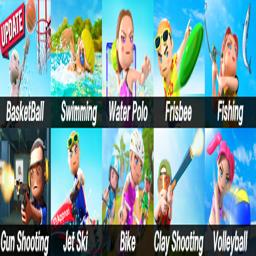 UPDATE
BasketBall
Swimming
Water Polo
Frisbee
Fishing
Gun Shooting
Jet Ski
Bike
Clay Shooting
Volleyball